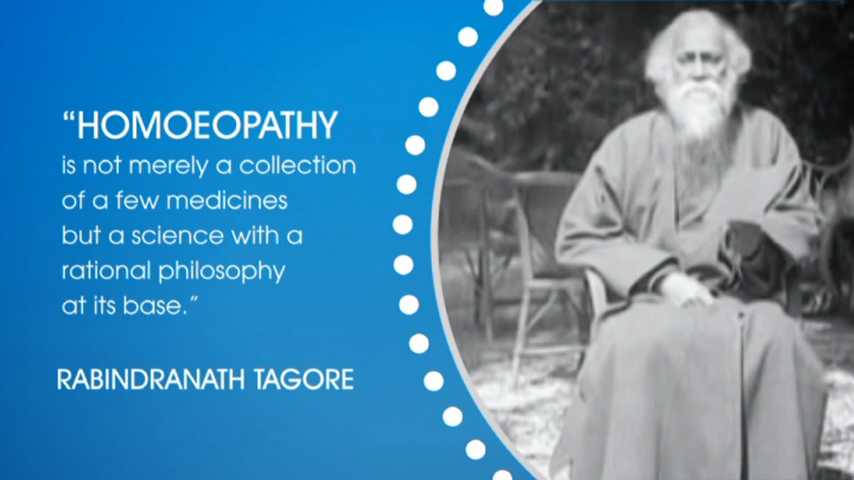 “HOMOEOPATHY
is not merely a collection
of a few medicines
but a science with a
rational philosophy
at its base.”
RABINDRANATH TAGORE